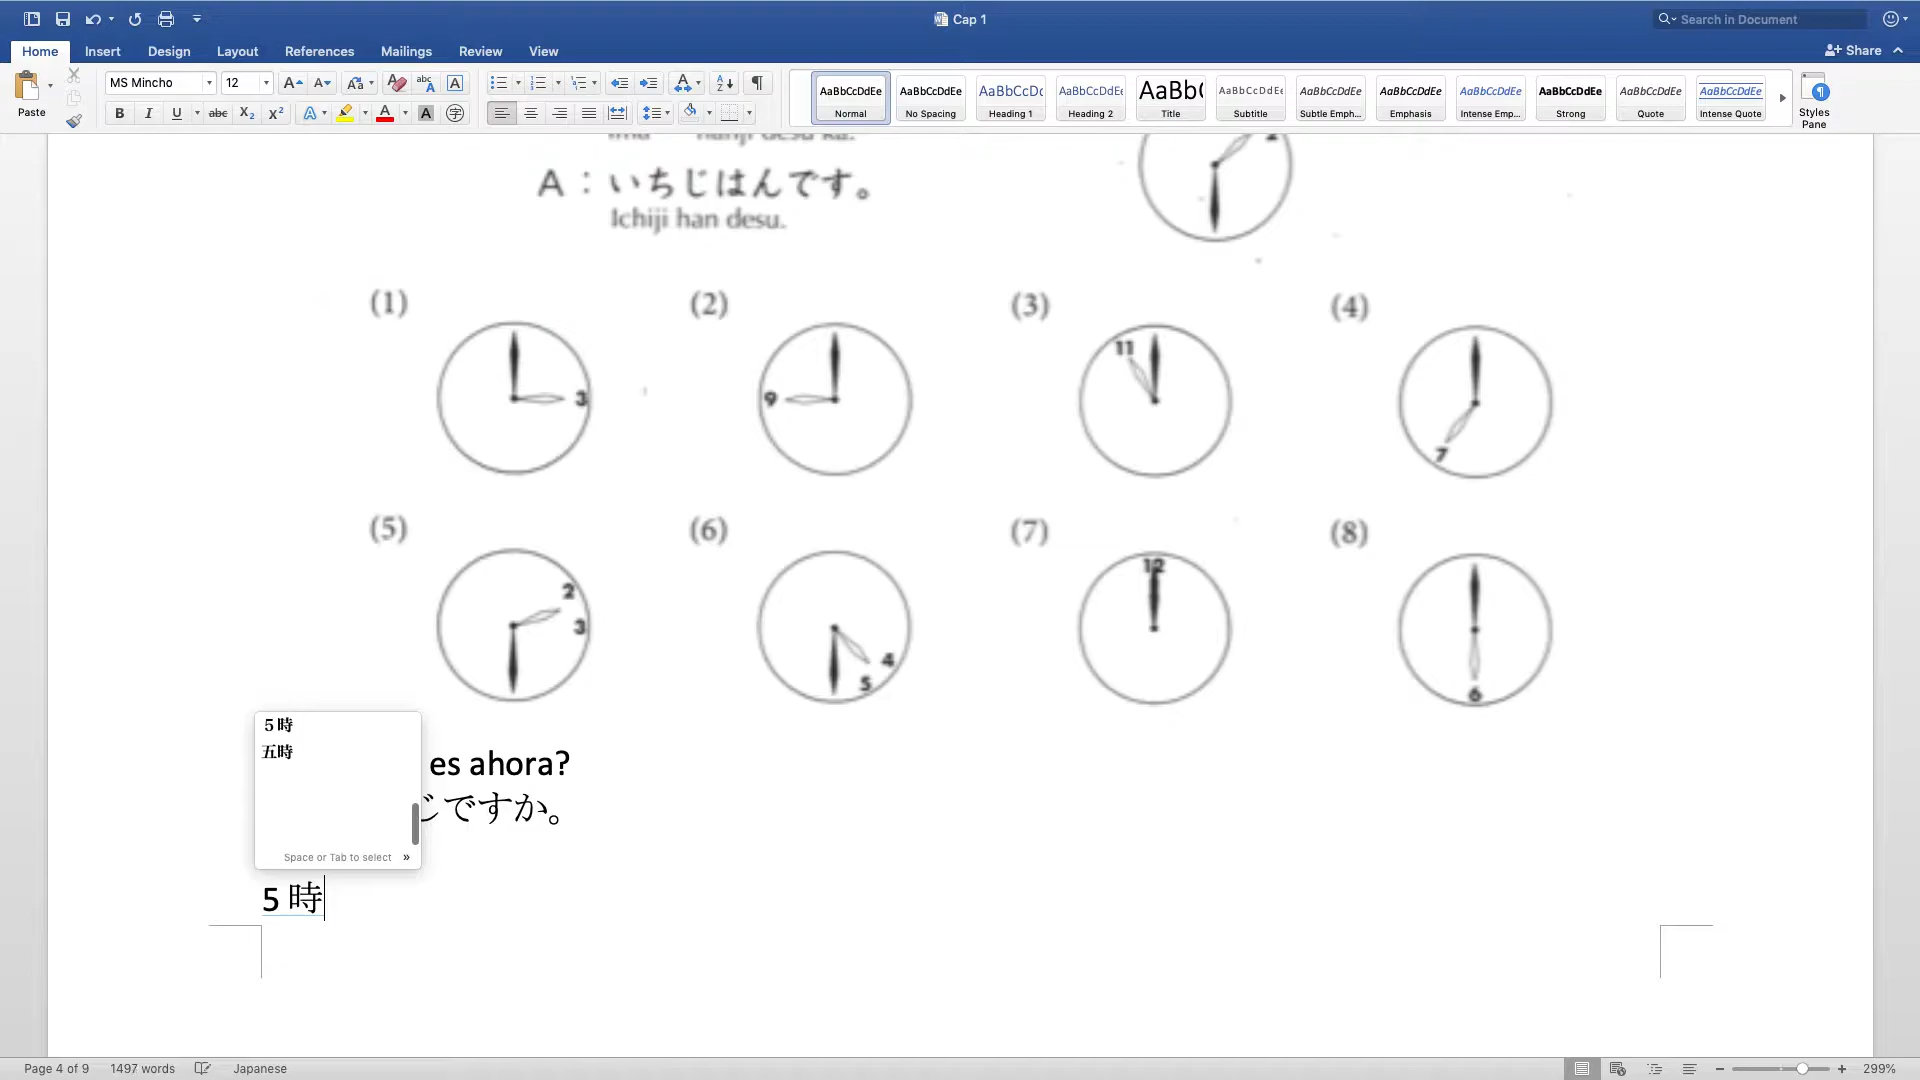 Cap 1
Search in Document
Home Insert Design Layout References Mailings Review View
Share
Paste
MS Mincho
12
AaBbCcDdEe AaBbCcDdEe AaBbCcDc AaBbCcDdEe AaBb( AaBbCcDdEe AaBbCcDdEe AaBbCcDdEe AaBbCcDdEe AaBbCcDdEe AaBbCcDdEe AaBbCcDdEe
Normal No Spacing Heading 1 Heading 2 Title Subtitle Subtle Emph... Emphasis Intense Emp... Strong Quote Intense Quote
Styles
Pane
A：いちじはんです。
Ichiji han desu.
(1) (2) (3) (4)
3
9
11
7
(5) (6) (7) (8)
2
3
4
5
12
6
５時
五時
Space or Tab to select »
es ahora?
じですか。
5 時
Page 4 of 9 1497 words Japanese 299%